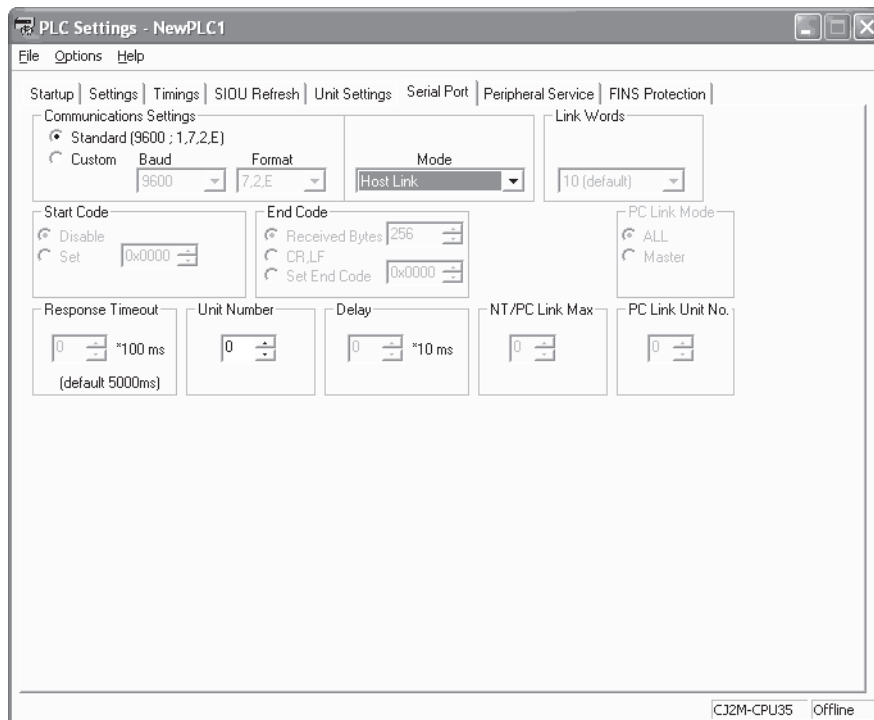 PLC Settings - NewPLC1
File Options Help
Startup Settings Timings SIOU Refresh Unit Settings Serial Port Peripheral Service FINS Protection
Communications Settings Link Words
Standard (9600 ; 1,7,2,E)
Custom Baud Format Mode
9600 7,2,E Host Link 10 (default)
Start Code End Code PC Link Mode
Disable Received Bytes 256 ALL
Set 0x0000 CR,LF Master
Set End Code 0x0000
Response Timeout Unit Number Delay NT/PC Link Max PC Link Unit No.
0 *100 ms 0 0 *10 ms 0 0
(default 5000ms)
CJ2M-CPU35 Offline